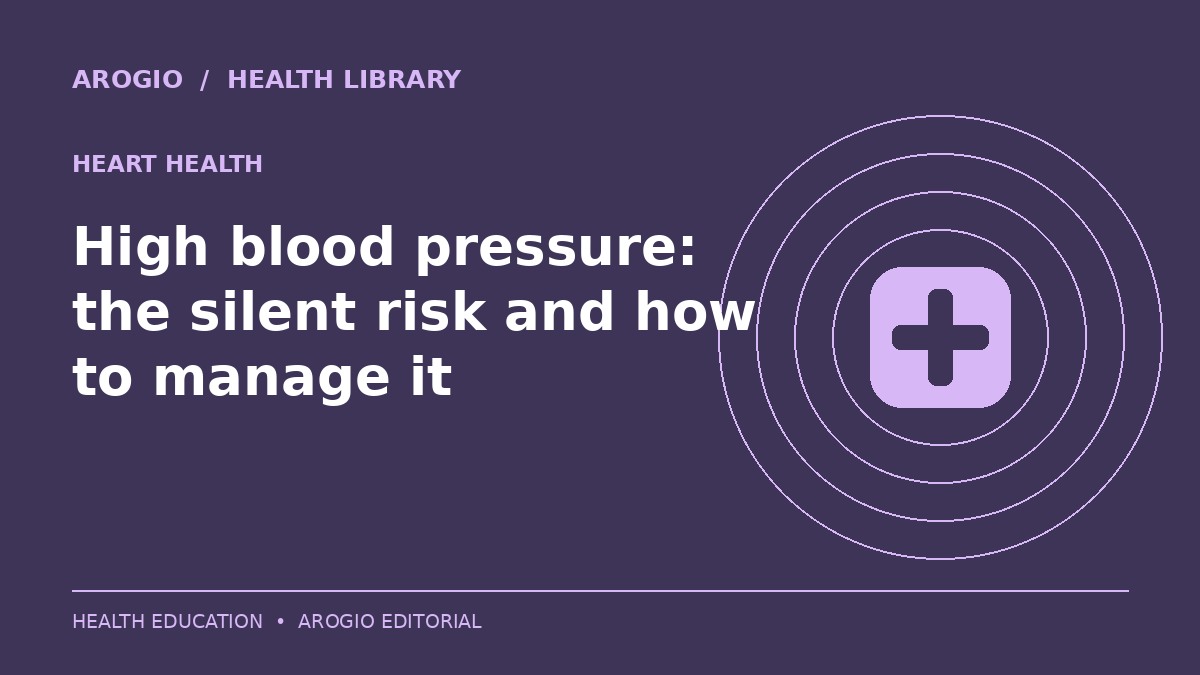 AROGIO / HEALTH LIBRARY
HEART HEALTH
High blood pressure:
the silent risk and how
to manage it
HEALTH EDUCATION • AROGIO EDITORIAL